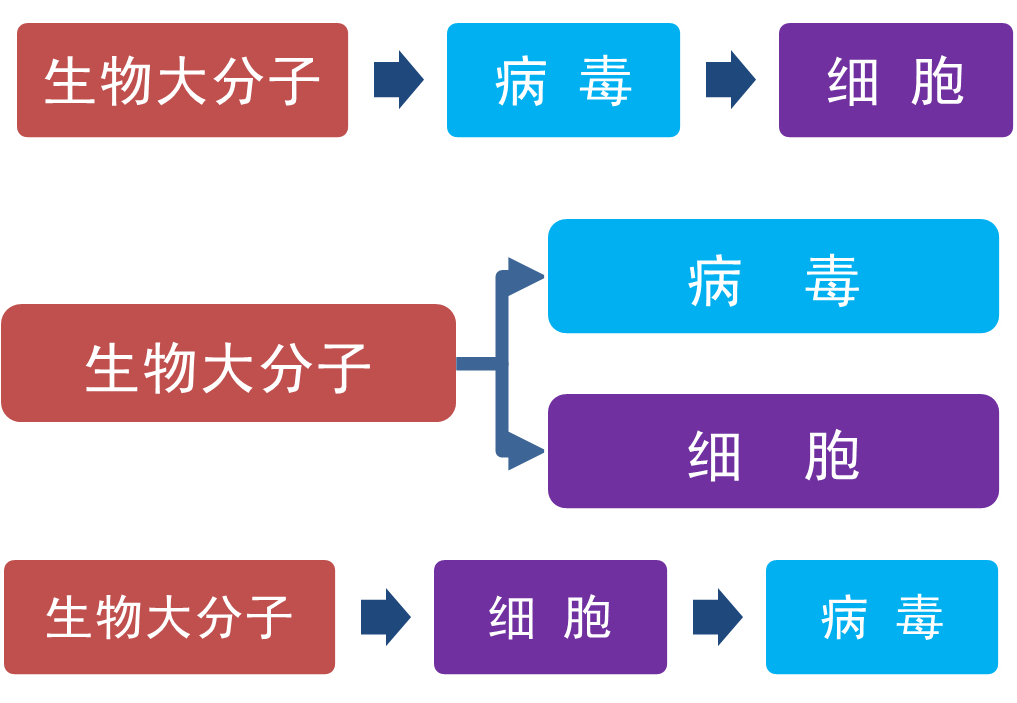 生物大分子 病 毒 细 胞
病 毒
生物大分子
细 胞
生物大分子 细 胞 病 毒